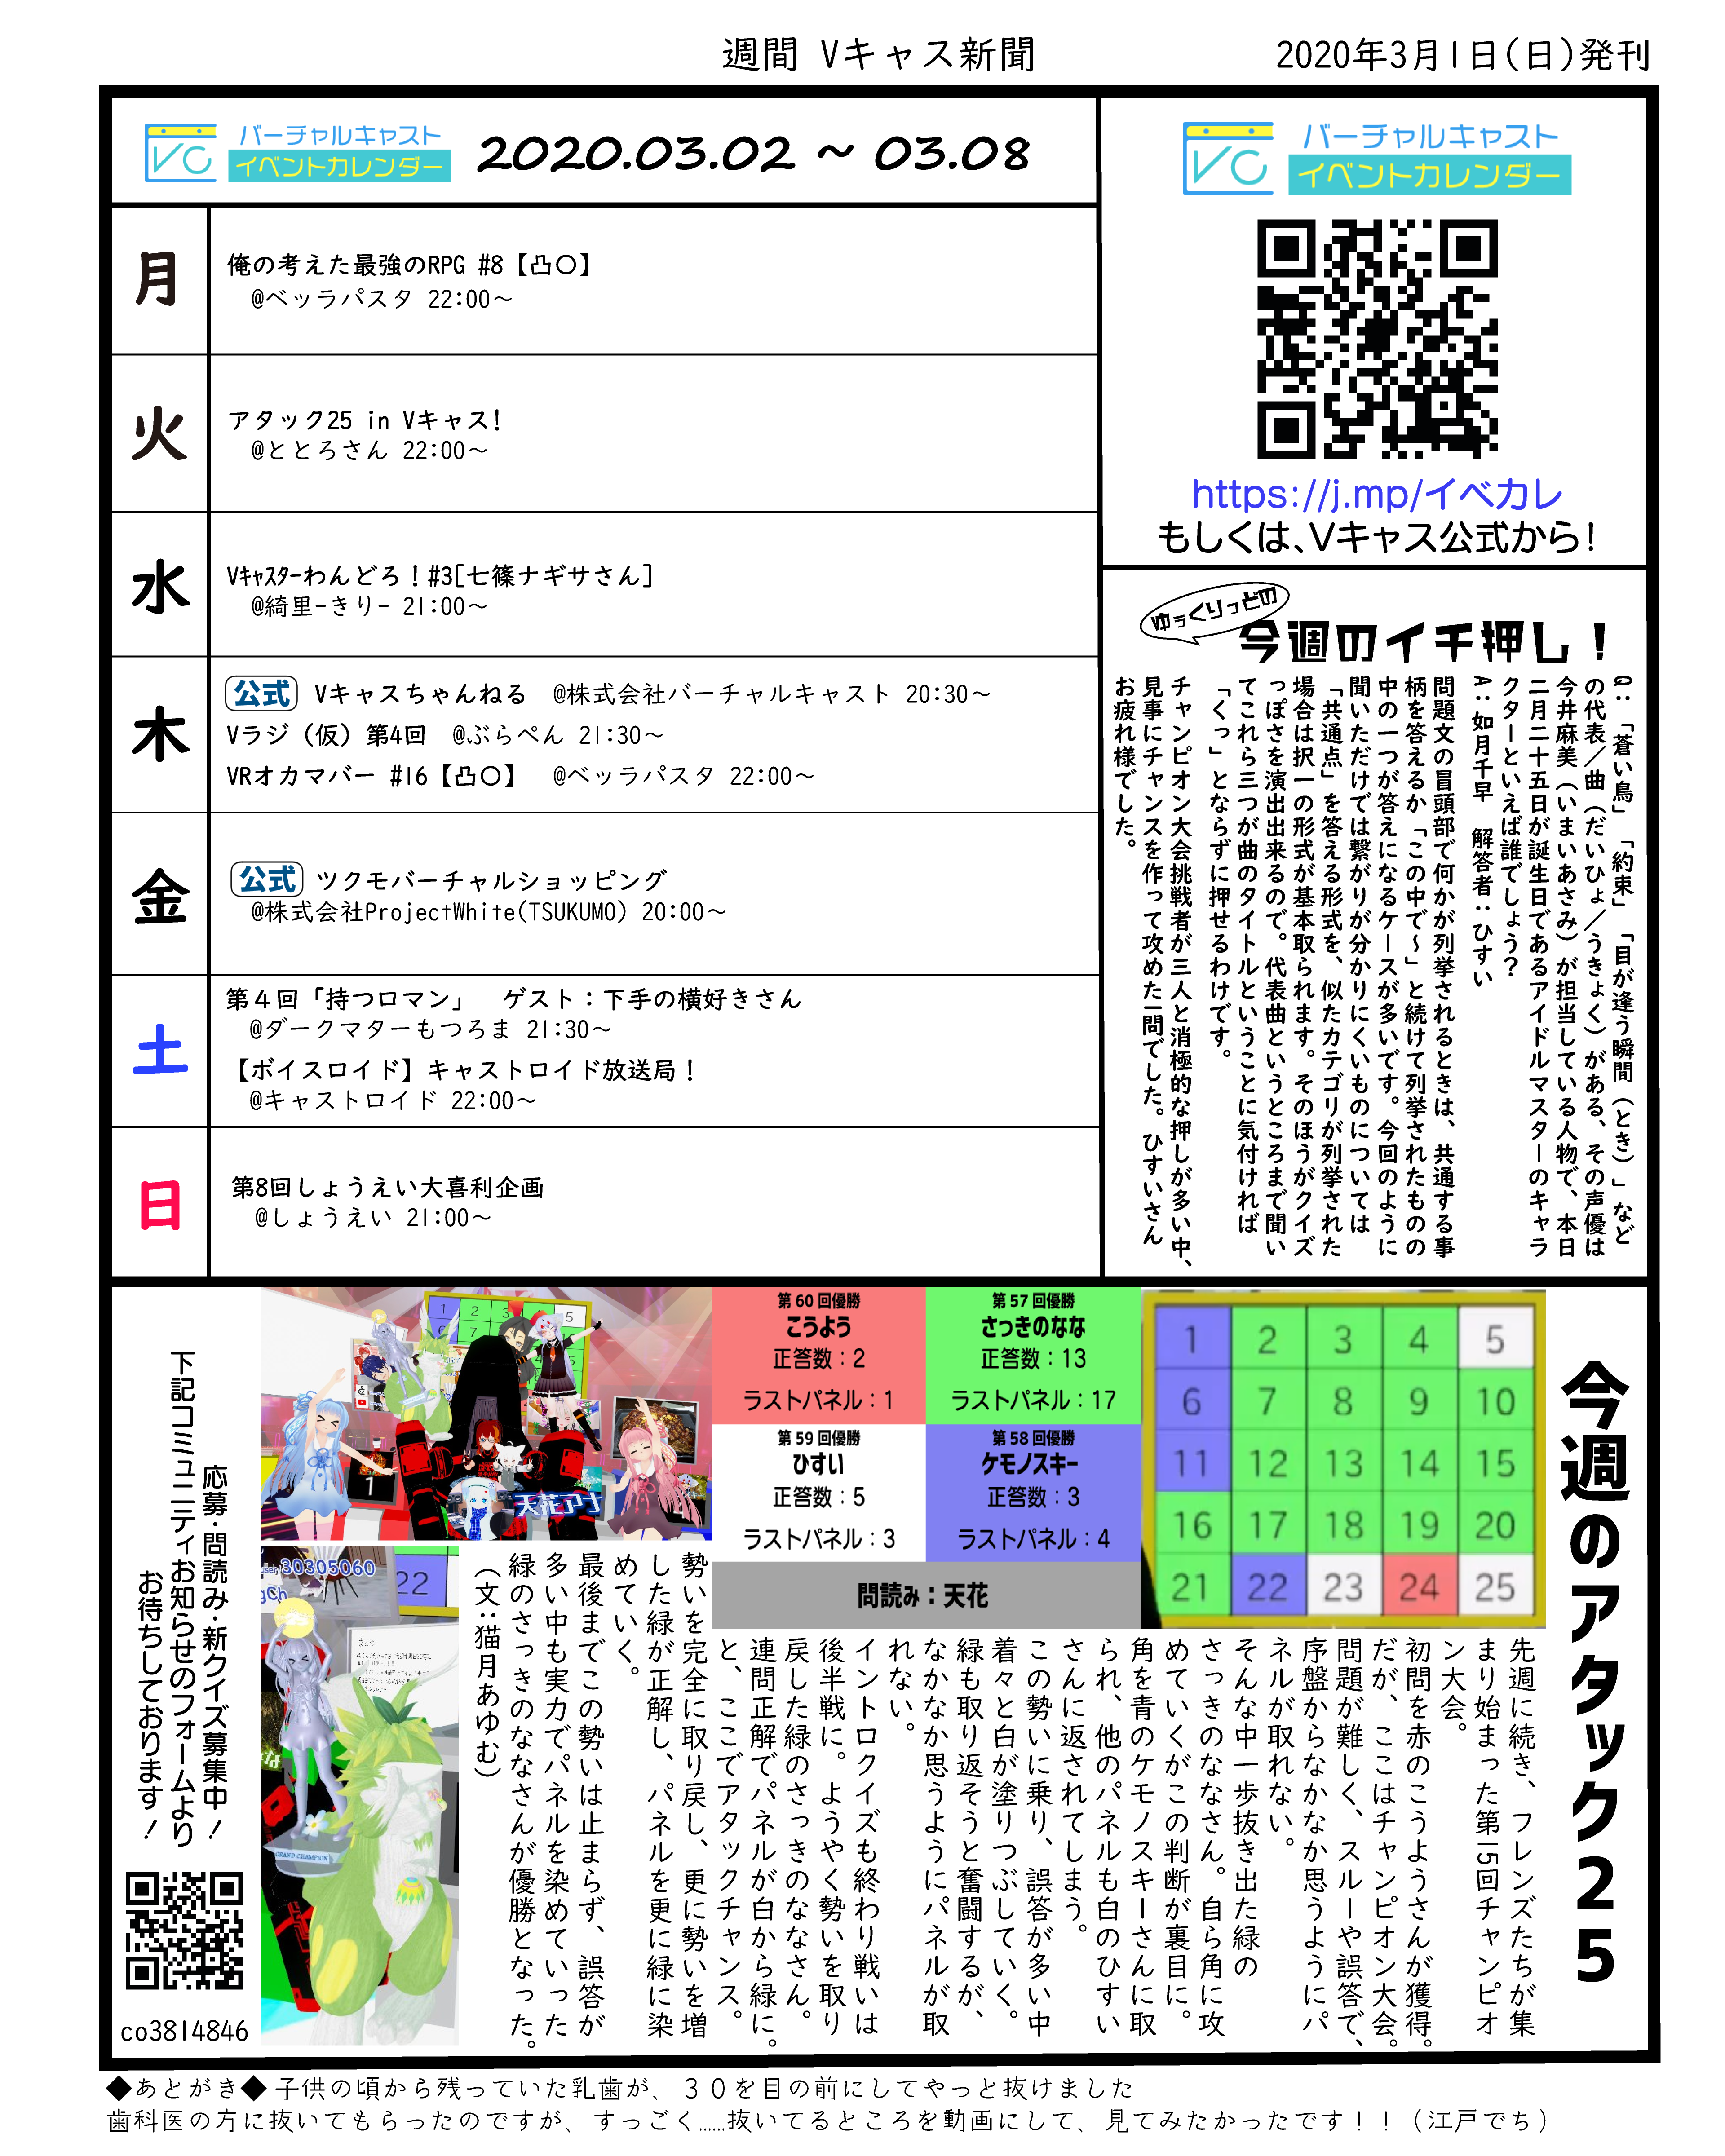 週間 Vキャス新聞
2020年3月1日(日)発刊
バーチャルキャスト
イベントカレンダー
2020.03.02 ~ 03.08
月
俺の考えた最強のRPG #8【凸〇】
@ベッラパスタ 22:00～
火
アタック25 in Vキャス!
@ととろさん 22:00～
水
Vｷｬｽﾀｰわんどろ！#3[七篠ナギサさん]
@綺里-きり- 21:00～
木
公式 Vキャスちゃんねる @株式会社バーチャルキャスト 20:30～
Vラジ（仮）第4回 @ぶらぺん 21:30～
VRオカマバー #16【凸〇】 @ベッラパスタ 22:00～
金
公式 ツクモバーチャルショッピング
@株式会社ProjectWhite(TSUKUMO) 20:00～
土
第４回「持つロマン」 ゲスト：下手の横好きさん
@ダークマターもつろま 21:30～
【ボイスロイド】キャストロイド放送局！
@キャストロイド 22:00～
日
第8回しょうえい大喜利企画
@しょうえい 21:00～
バーチャルキャスト
イベントカレンダー
https://j.mp/イベカレ
もしくは、Vキャス公式から!
ゆっくりっどの
今週のイチ押し！
Q：「蒼い鳥」「約束」「目が逢う瞬間（とき）」など
の代表／曲（だいひょ／うきょく）がある、その声優は
今井麻美（いまいあさみ）が担当している人物で、本日
二月二十五日が誕生日であるアイドルマスターのキャラ
クターといえば誰でしょう？
A：如月千早 解答者：ひすい
問題文の冒頭部で何かが列挙されるときは、共通する事
柄を答えるか「この中で～」と続けて列挙されたものの
中の一つが答えになるケースが多いです。今回のように
聞いただけでは繋がりが分かりにくいものについては
「共通点」を答える形式を、似たカテゴリが列挙された
場合は択一の形式が基本取られます。そのほうがクイズ
っぽさを演出出来るので。代表曲というところまで聞い
てこれら三つが曲のタイトルということに気付ければ
「くっ」とならずに押せるわけです。
チャンピオン大会挑戦者が三人と消極的な押しが多い中、
見事にチャンスを作って攻めた一問でした。ひすいさん
お疲れ様でした。
今週のアタック25
1 2 3 4 5
6 7 8 9 10
11 12 13 14 15
16 17 18 19 20
21 22 23 24 25
第60回優勝
こうよう
正答数：2
ラストパネル：1
第57回優勝
さっきのなな
正答数：13
ラストパネル：17
第59回優勝
ひすい
正答数：5
ラストパネル：3
第58回優勝
ケモノスキー
正答数：3
ラストパネル：4
問読み：天花
1 2 3 5
7
1
天花アナ
30305060
22
GRAND CHAMPION
先週に続き、フレンズたちが集
まり始まった第15回チャンピオ
ン大会。
初問を赤のこうようさんが獲得。
だが、ここはチャンピオン大会。
問題が難しく、スルーや誤答で、
序盤からなかなか思うようにパ
ネルが取れない。
そんな中一歩抜き出た緑の
さっきのななさん。自ら角に攻
めていくがこの判断が裏目に。
角を青のケモノスキーさんに取
られ、他のパネルも白のひすい
さんに返されてしまう。
この勢いに乗り、誤答が多い中
着々と白が塗りつぶしていく。
緑も取り返そうと奮闘するが、
なかなか思うようにパネルが取
れない。
イントロクイズも終わり戦いは
後半戦に。ようやく勢いを取り
戻した緑のさっきのななさん。
連問正解でパネルが白から緑に。
と、ここでアタックチャンス。
勢いを完全に取り戻し、更に勢いを増
した緑が正解し、パネルを更に緑に染
めていく。
最後までこの勢いは止まらず、誤答が
多い中も実力でパネルを染めていった
緑のさっきのななさんが優勝となった。
（文：猫月あゆむ）
応募・問読み・新クイズ募集中！
下記コミュニティお知らせのフォームより
お待ちしております！
co3814846
◆あとがき◆ 子供の頃から残っていた乳歯が、３０を目の前にしてやっと抜けました
歯科医の方に抜いてもらったのですが、すっごく……抜いてるところを動画にして、見てみたかったです！！（江戸でち）